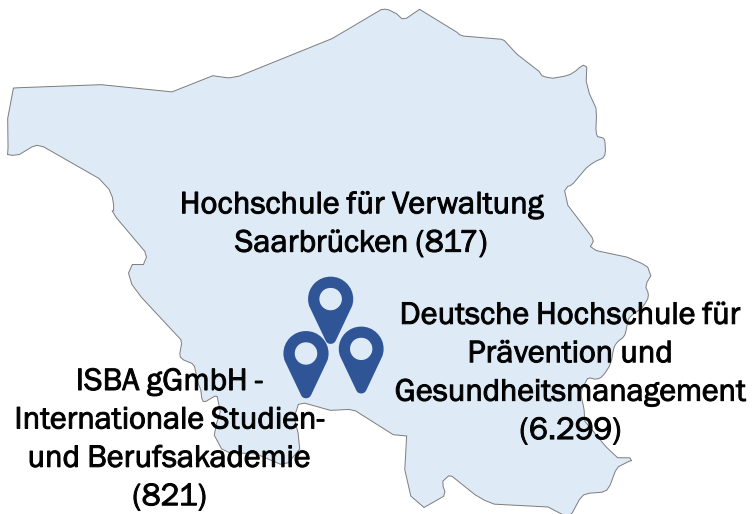 Hochschule für Verwaltung
Saarbrücken (817)
Deutsche Hochschule für
Prävention und
Gesundheitsmanagement
(6.299)
ISBA gGmbH -
Internationale Studien-
und Berufsakademie
(821)